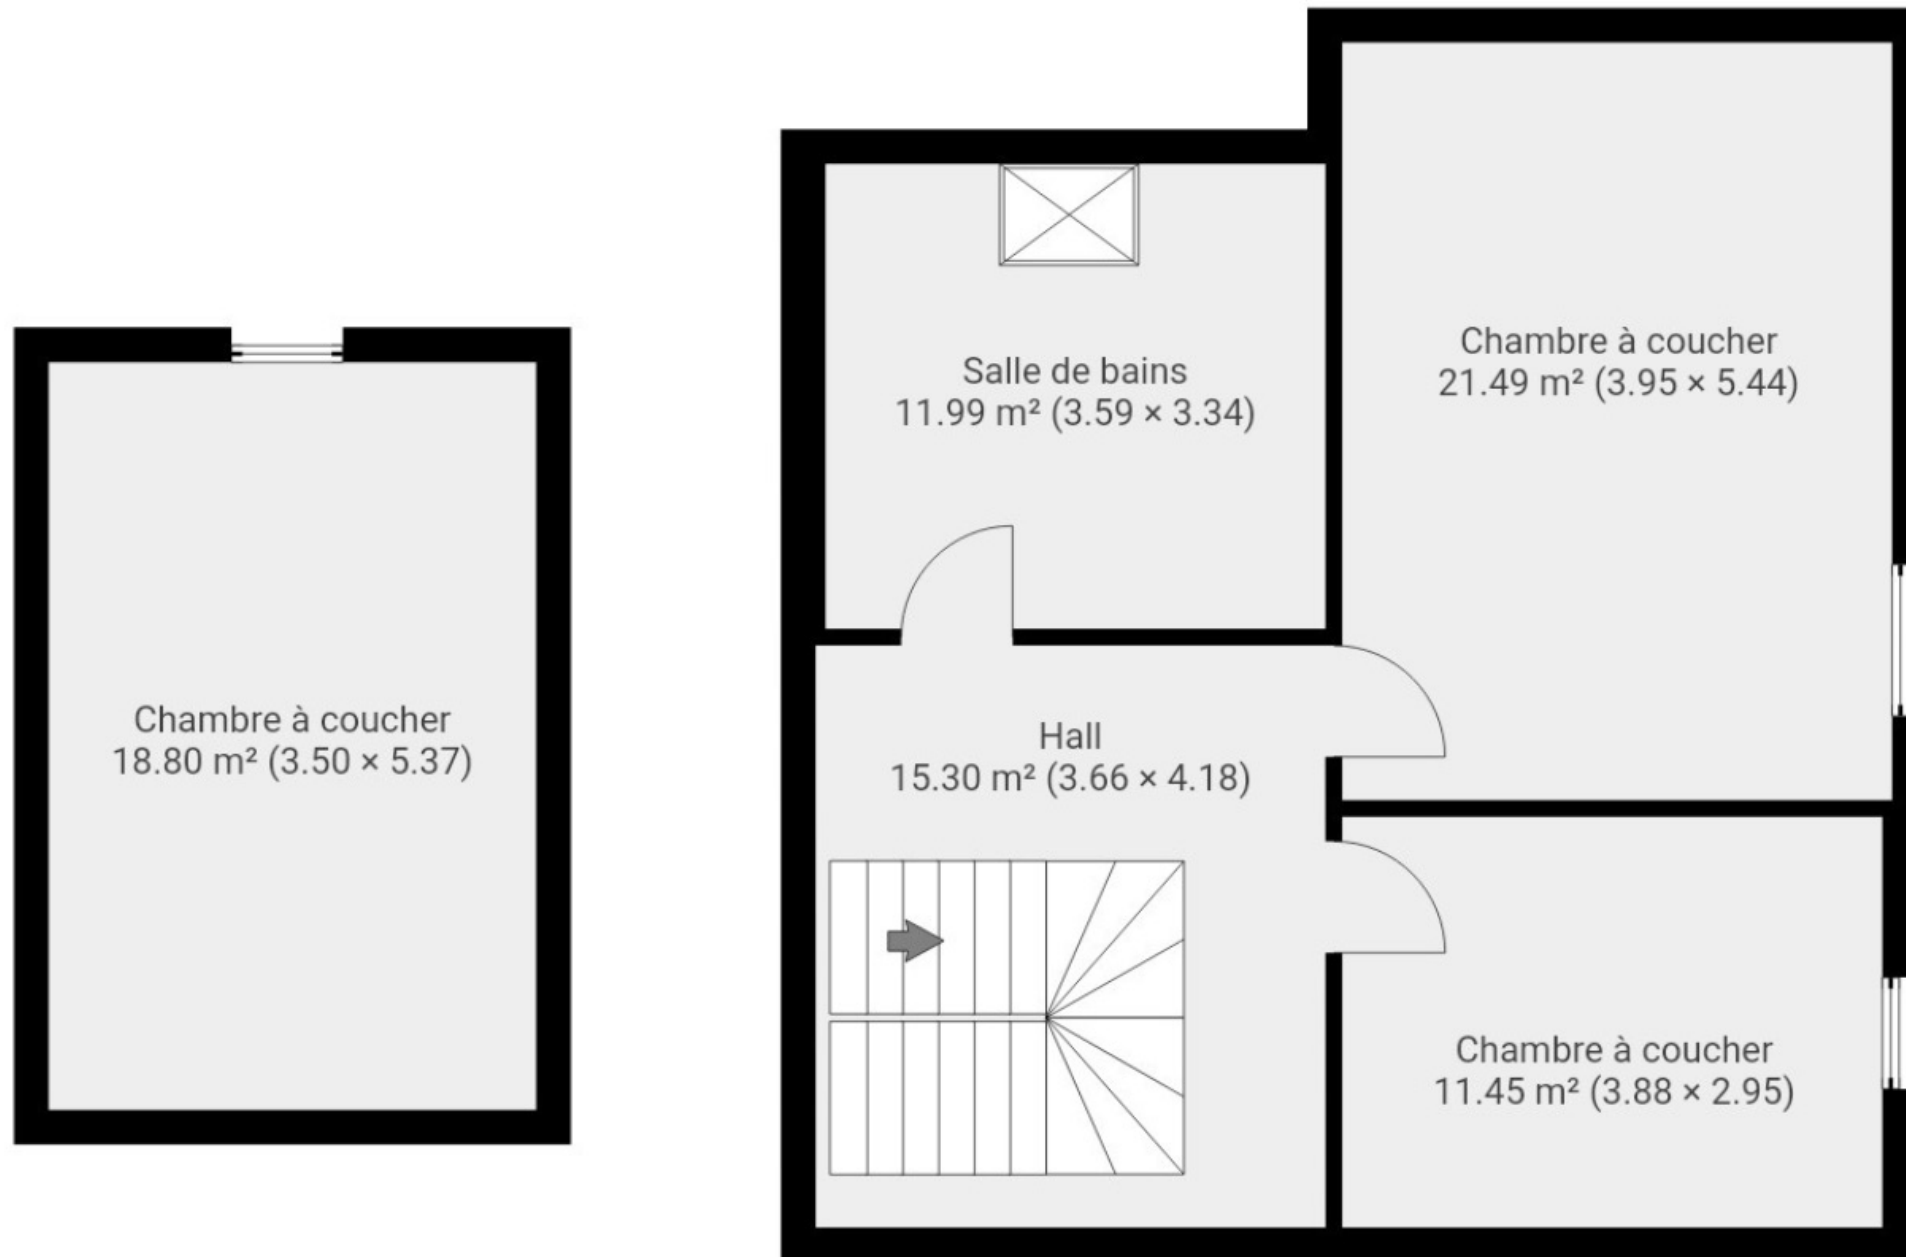 Chambre à coucher
18.80 m² (3.50 × 5.37)
Salle de bains
11.99 m² (3.59 × 3.34)
Chambre à coucher
21.49 m² (3.95 × 5.44)
Hall
15.30 m² (3.66 × 4.18)
Chambre à coucher
11.45 m² (3.88 × 2.95)